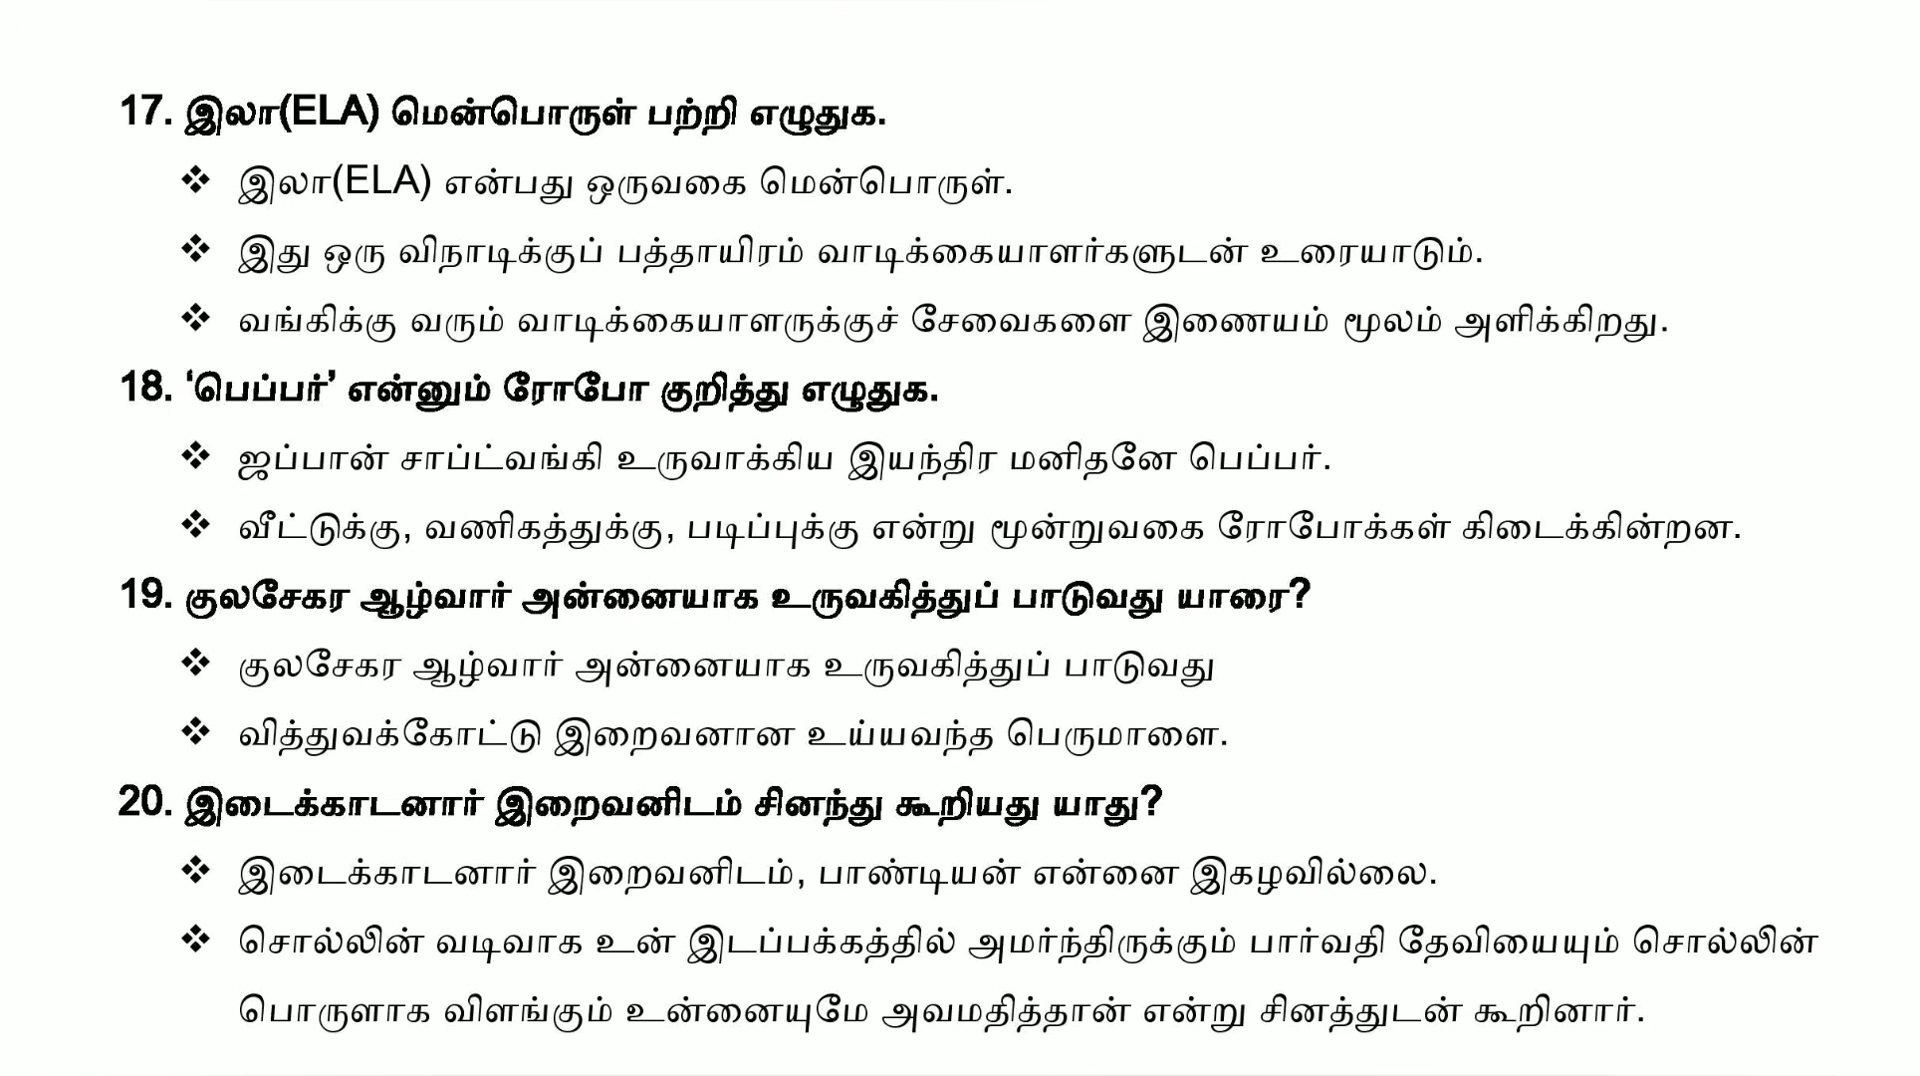 17. இலா(ELA) மென்பொருள் பற்றி எழுதுக.
❖ இலா(ELA) என்பது ஒருவகை மென்பொருள்.
❖ இது ஒரு விநாடிக்குப் பத்தாயிரம் வாடிக்கையாளர்களுடன் உரையாடும்.
❖ வங்கிக்கு வரும் வாடிக்கையாளருக்குச் சேவைகளை இணையம் மூலம் அளிக்கிறது.
18. ‘பெப்பர்’ என்னும் ரோபோ குறித்து எழுதுக.
❖ ஜப்பான் சாப்ட்வங்கி உருவாக்கிய இயந்திர மனிதனே பெப்பர்.
❖ வீட்டுக்கு, வணிகத்துக்கு, படிப்புக்கு என்று மூன்றுவகை ரோபோக்கள் கிடைக்கின்றன.
19. குலசேகர ஆழ்வார் அன்னையாக உருவகித்துப் பாடுவது யாரை?
❖ குலசேகர ஆழ்வார் அன்னையாக உருவகித்துப் பாடுவது
❖ வித்துவக்கோட்டு இறைவனான உய்யவந்த பெருமாளை.
20. இடைக்காடனார் இறைவனிடம் சினந்து கூறியது யாது?
❖ இடைக்காடனார் இறைவனிடம், பாண்டியன் என்னை இகழவில்லை.
❖ சொல்லின் வடிவாக உன் இடப்பக்கத்தில் அமர்ந்திருக்கும் பார்வதி தேவியையும் சொல்லின்
பொருளாக விளங்கும் உன்னையுமே அவமதித்தான் என்று சினத்துடன் கூறினார்.